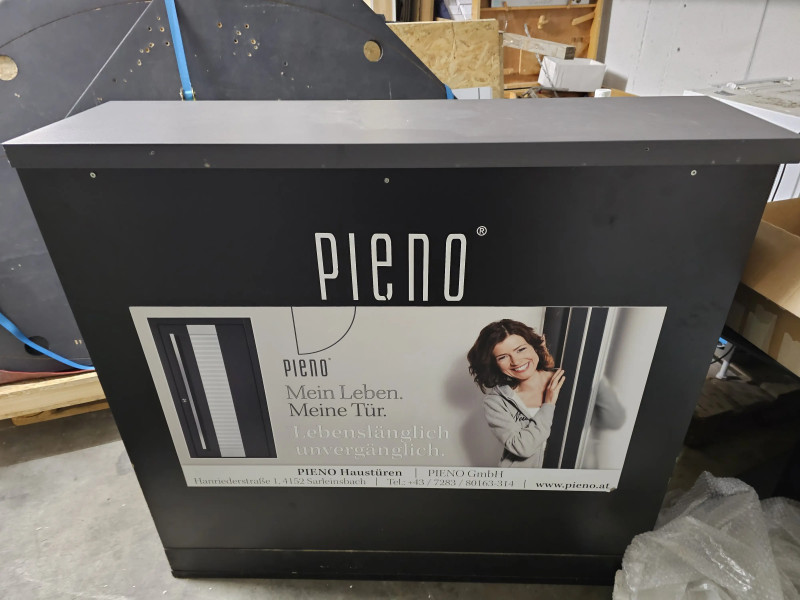 PIENO®
PIENO®
Mein Leben.
Meine Tür.
Lebenslänglich
unvergänglich.
PIENO Haustüren | PIENO GmbH
Hanriederstraße 1, 4152 Sarleinsbach | Tel.: +43 / 7283 / 80163-314 | www.pieno.at